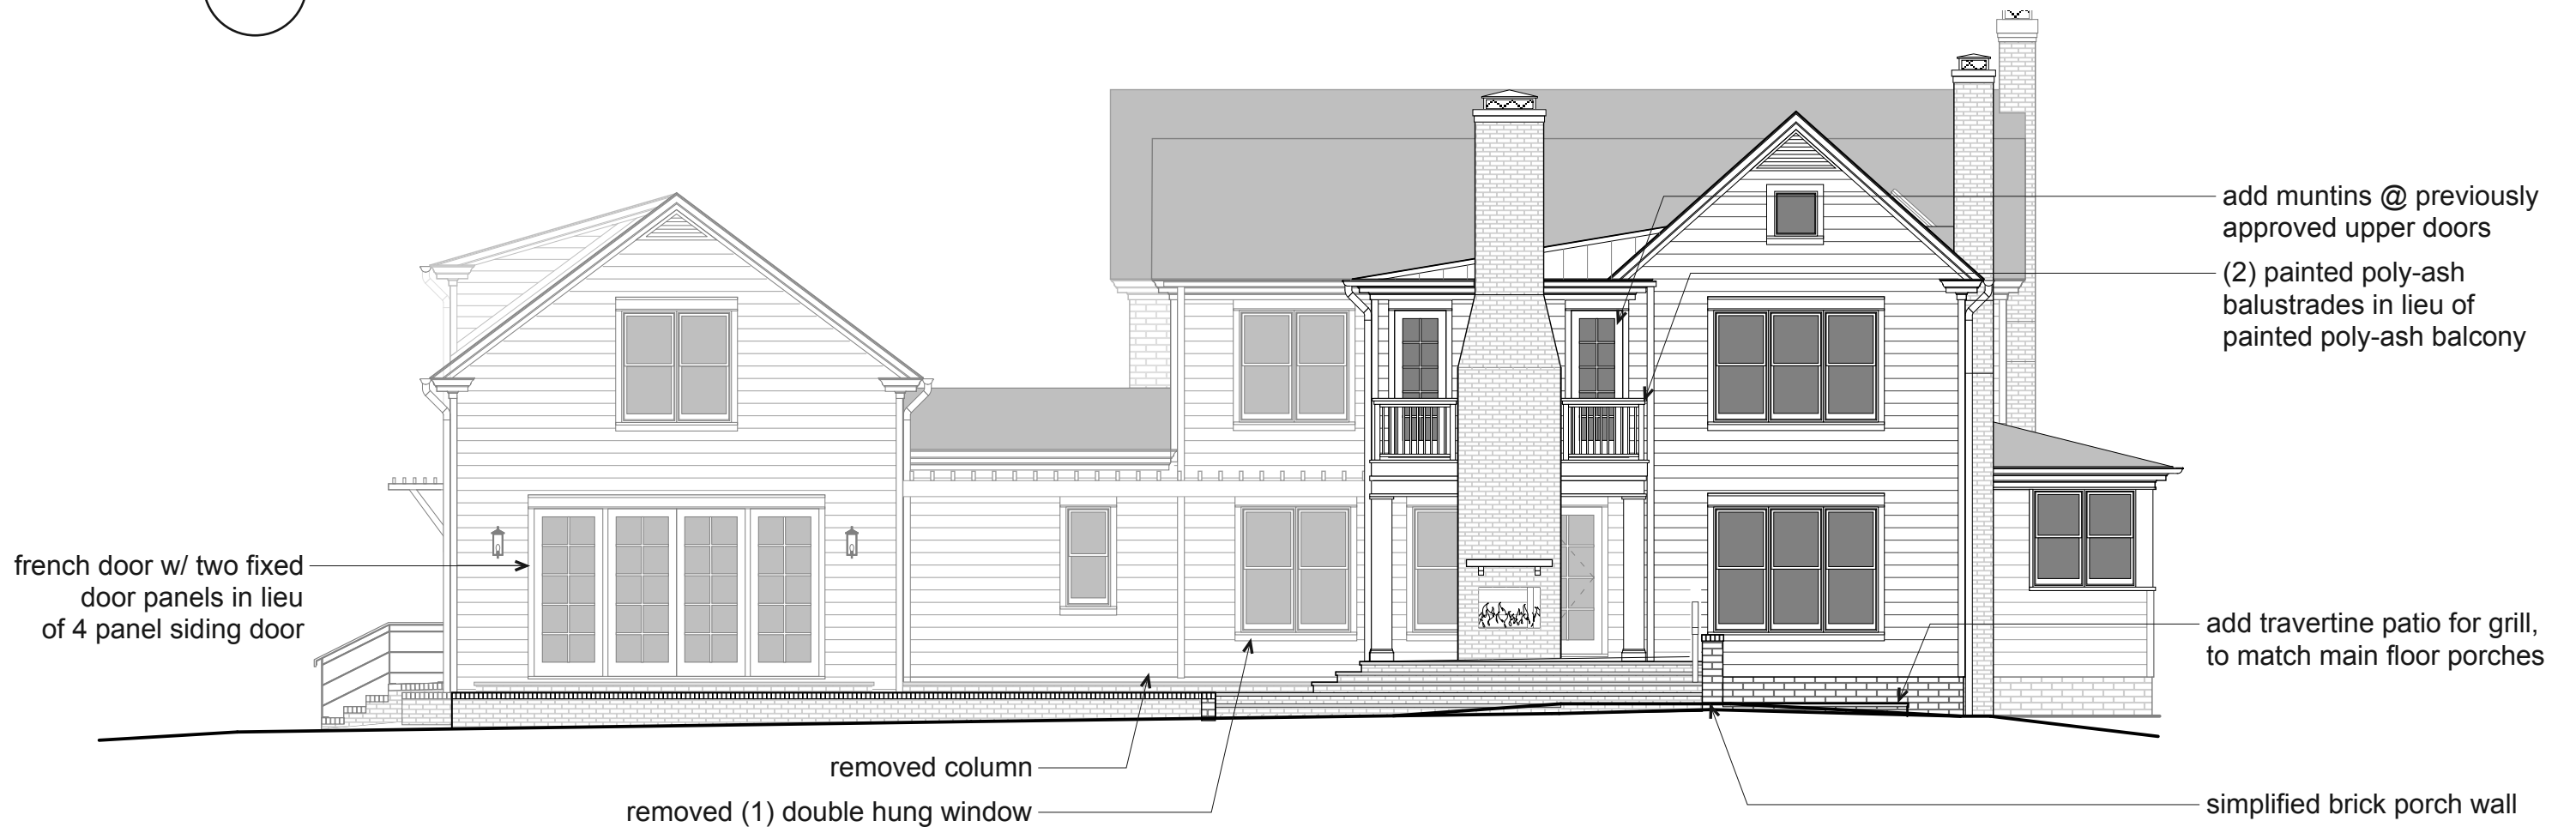 add muntins @ previously
approved upper doors
(2) painted poly-ash
balustrades in lieu of
painted poly-ash balcony
french door w/ two fixed
door panels in lieu
of 4 panel siding door
add travertine patio for grill,
to match main floor porches
removed column
removed (1) double hung window
simplified brick porch wall